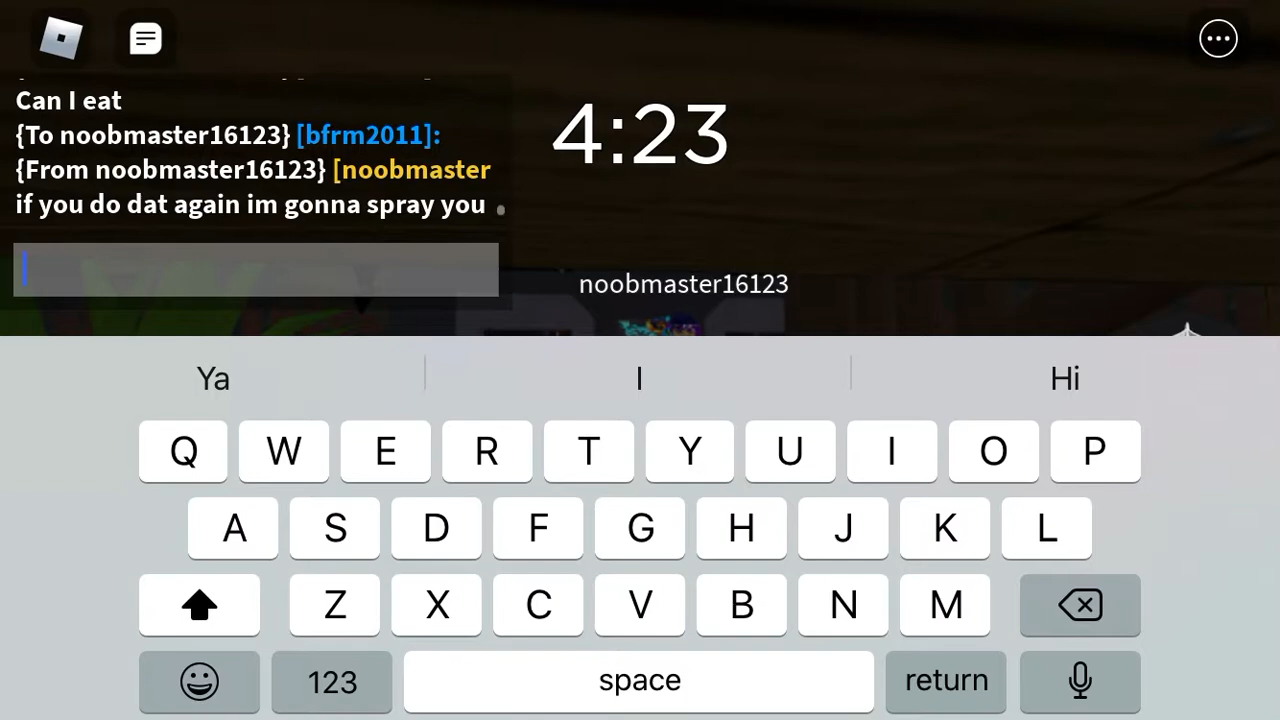 Can I eat
{To noobmaster16123} [bfrm2011]:
{From noobmaster16123} [noobmaster
if you do dat again im gonna spray you
4:23
noobmaster16123
Ya I Hi
Q W E R T Y U I O P
A S D F G H J K L
Z X C V B N M
123 space return